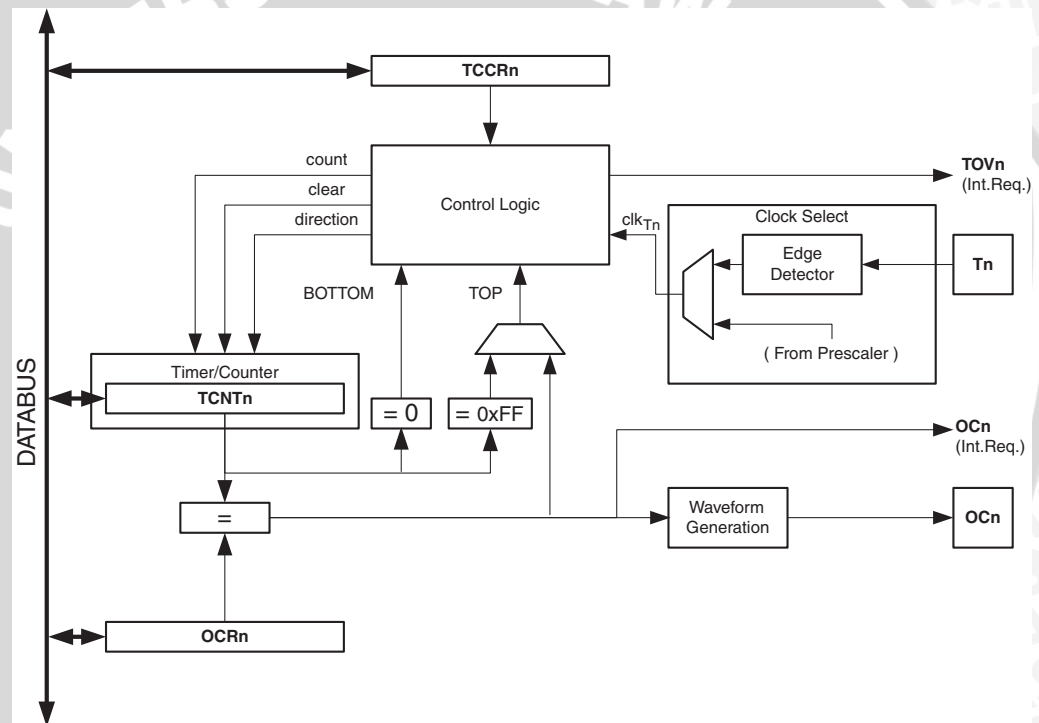 TCCRn
count
clear
direction
Control Logic
TOVn
(Int.Req.)
clkTn
Clock Select
Edge
Detector
Tn
( From Prescaler )
BOTTOM
TOP
Timer/Counter
TCNTn
= 0
= 0xFF
DATABUS
OCn
(Int.Req.)
=
Waveform
Generation
OCn
OCRn